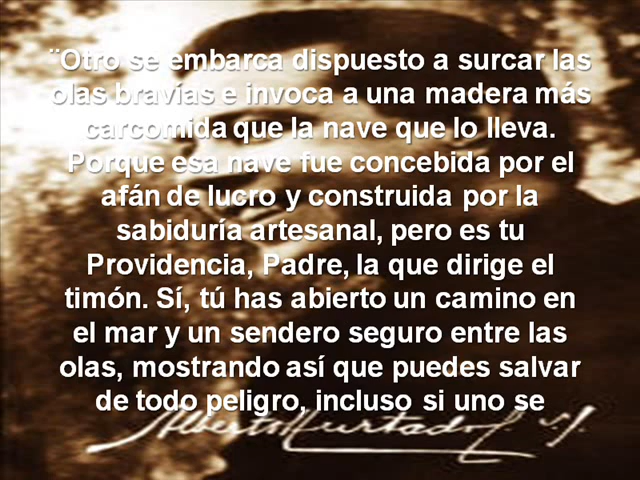 ¨Otro se embarca dispuesto a surcar las
olas bravías e invoca a una madera más
carcomida que la nave que lo lleva.
Porque esa nave fue concebida por el
afán de lucro y construida por la
sabiduría artesanal, pero es tu
Providencia, Padre, la que dirige el
timón. Sí, tú has abierto un camino en
el mar y un sendero seguro entre las
olas, mostrando así que puedes salvar
de todo peligro, incluso si uno se
Alberto Hurtado C s.j.